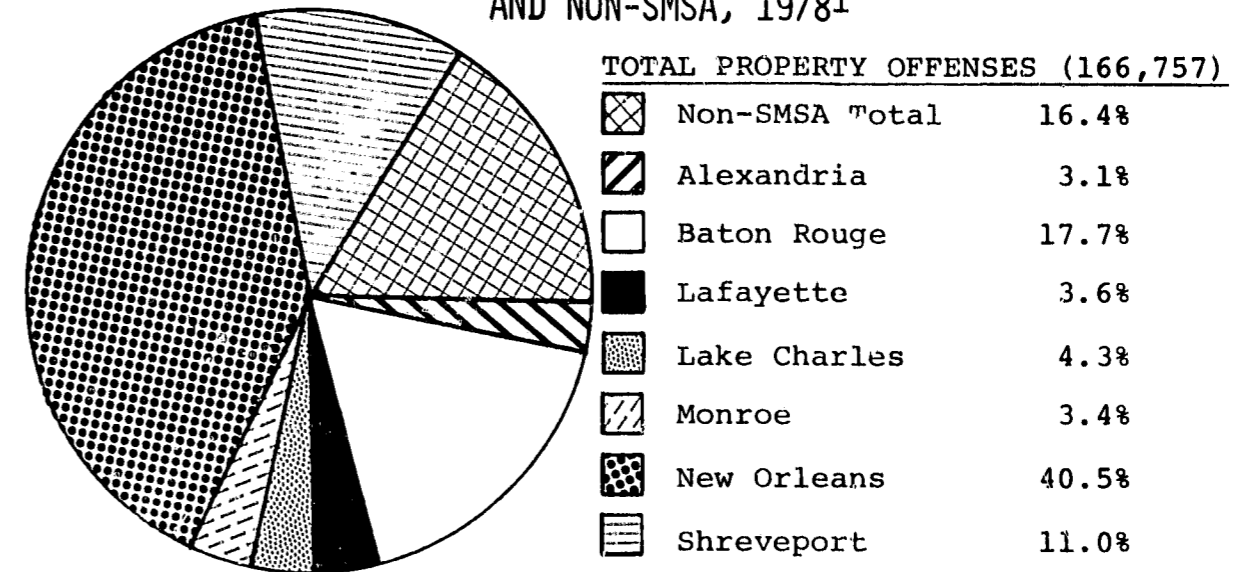 AND NON-SMSA, 1978¹
TOTAL PROPERTY OFFENSES (166,757)
Non-SMSA Total 16.4%
Alexandria 3.1%
Baton Rouge 17.7%
Lafayette 3.6%
Lake Charles 4.3%
Monroe 3.4%
New Orleans 40.5%
Shreveport 11.0%